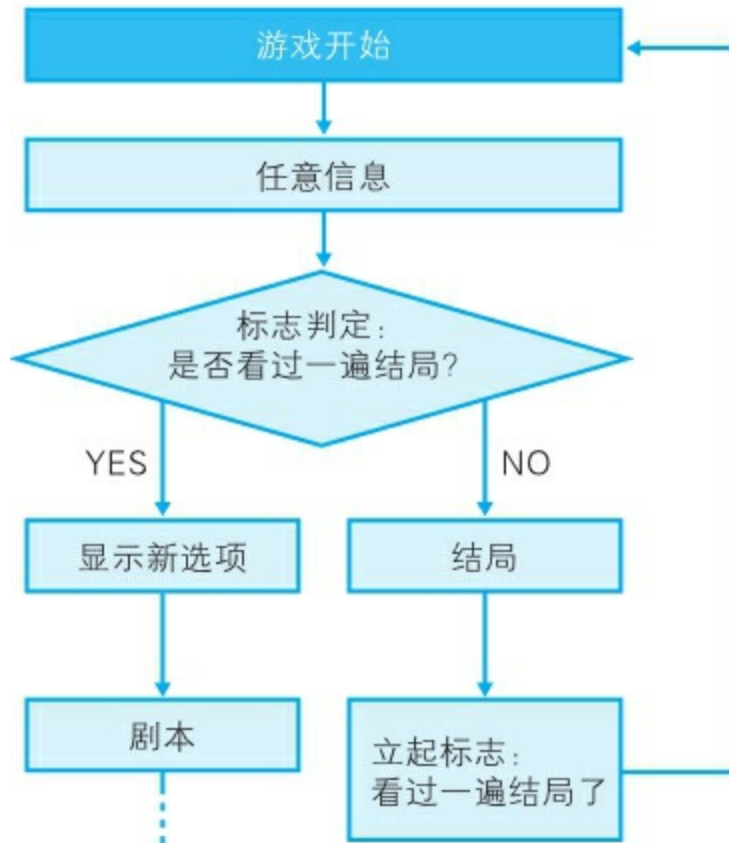 游戏开始
任意信息
标志判定：
是否看过一遍结局？
YES
NO
显示新选项
结局
剧本
立起标志：
看过一遍结局了